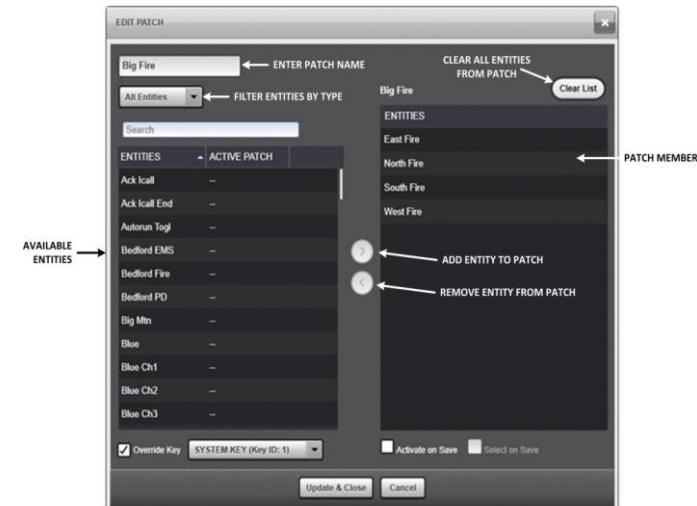 EDIT PATCH
x
Big Fire
ENTER PATCH NAME
CLEAR ALL ENTITIES
FROM PATCH
All Entities
FILTER ENTITIES BY TYPE
Big Fire
Clear List
Search
ENTITIES
ENTITIES ACTIVE PATCH
East Fire
North Fire
PATCH MEMBER
Ack Icall --
South Fire
Ack Icall End --
West Fire
Autorun Togl --
AVAILABLE
ENTITIES
Bedford EMS --
>
ADD ENTITY TO PATCH
Bedford Fire --
<
REMOVE ENTITY FROM PATCH
Bedford PD --
Big Mtn --
Blue --
Blue Ch1 --
Blue Ch2 --
Blue Ch3 --
Override Key SYSTEM KEY (Key ID: 1)
Activate on Save Select on Save
Update & Close Cancel